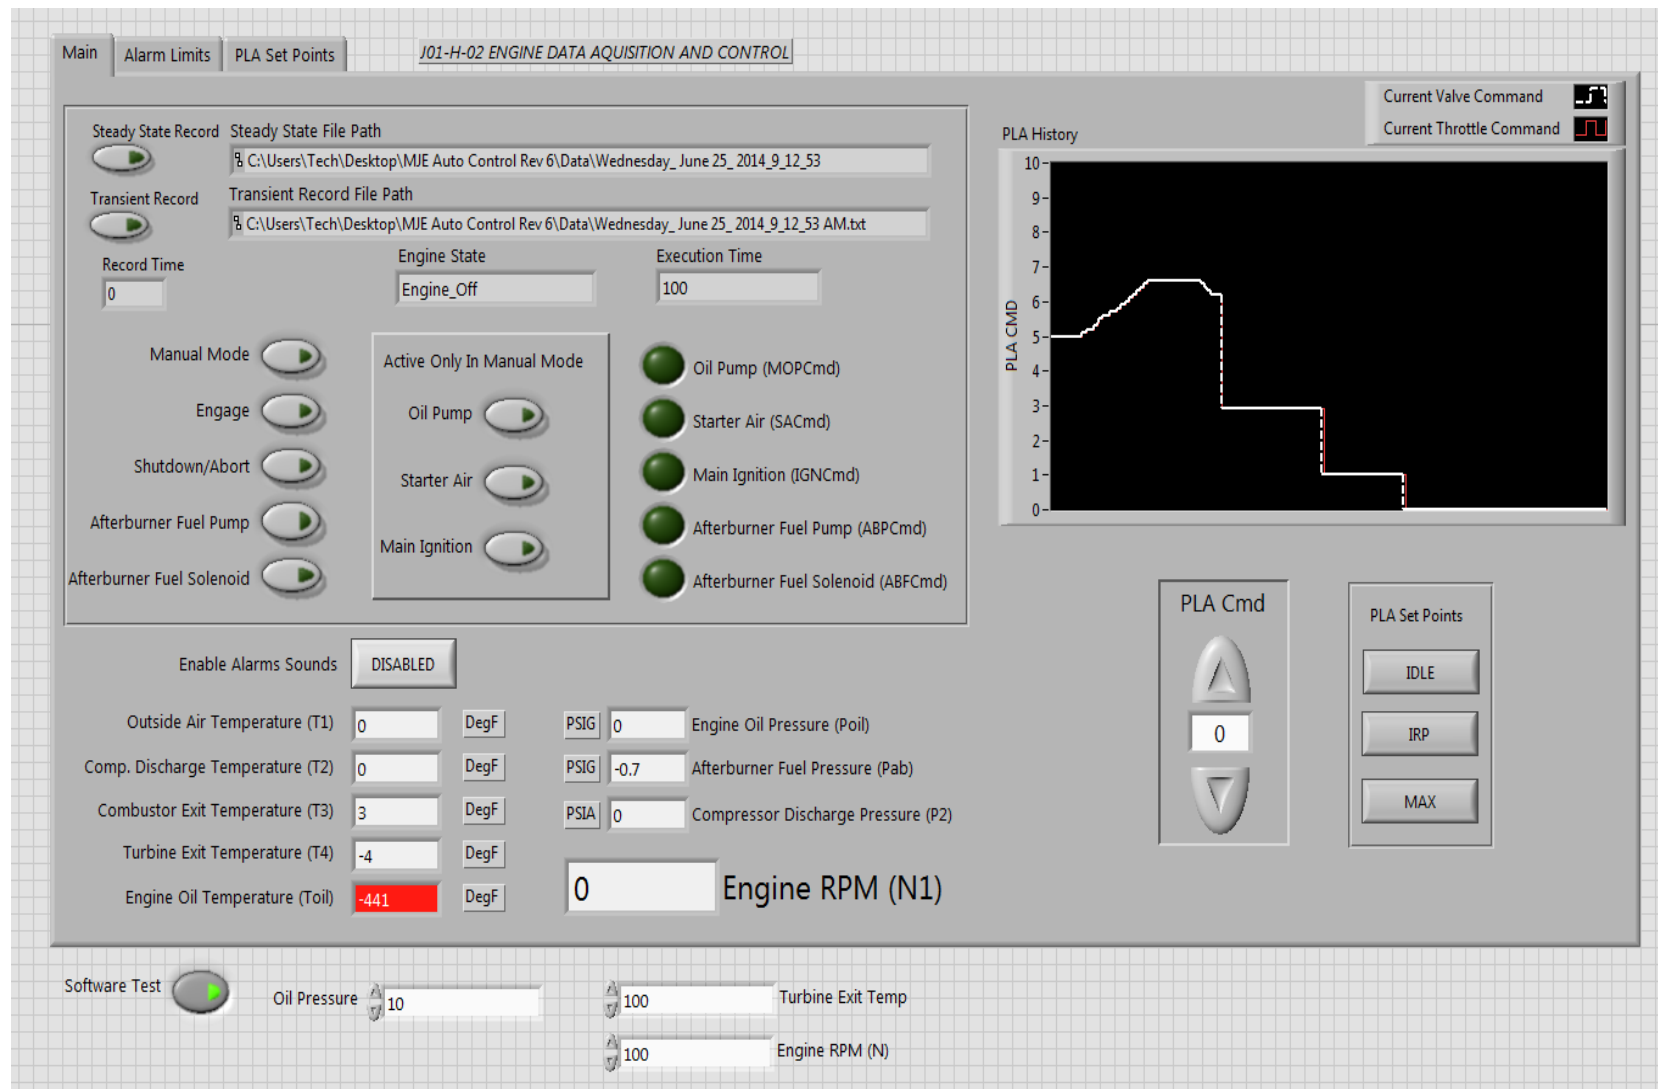 Main Alarm Limits PLA Set Points J01-H-02 ENGINE DATA AQUISITION AND CONTROL
Steady State Record Steady State File Path
C:\Users\Tech\Desktop\MJE Auto Control Rev 6\Data\Wednesday_ June 25_ 2014_9_12_53
Transient Record Transient Record File Path
C:\Users\Tech\Desktop\MJE Auto Control Rev 6\Data\Wednesday_ June 25_ 2014_9_12_53 AM.txt
Record Time Engine State Execution Time
0 Engine_Off 100
Manual Mode
Engage
Shutdown/Abort
Afterburner Fuel Pump
Afterburner Fuel Solenoid
Active Only In Manual Mode
Oil Pump
Starter Air
Main Ignition
Oil Pump (MOPCmd)
Starter Air (SACmd)
Main Ignition (IGNCmd)
Afterburner Fuel Pump (ABPCmd)
Afterburner Fuel Solenoid (ABFCmd)
Current Valve Command
Current Throttle Command
PLA History
PLA CMD
10
9
8
7
6
5
4
3
2
1
0
PLA Cmd
0
PLA Set Points
IDLE
IRP
MAX
Enable Alarms Sounds DISABLED
Outside Air Temperature (T1) 0 DegF
Comp. Discharge Temperature (T2) 0 DegF
Combustor Exit Temperature (T3) 3 DegF
Turbine Exit Temperature (T4) -4 DegF
Engine Oil Temperature (Toil) -441 DegF
PSIG 0 Engine Oil Pressure (Poil)
PSIG -0.7 Afterburner Fuel Pressure (Pab)
PSIA 0 Compressor Discharge Pressure (P2)
0 Engine RPM (N1)
Software Test
Oil Pressure 10
100 Turbine Exit Temp
100 Engine RPM (N)